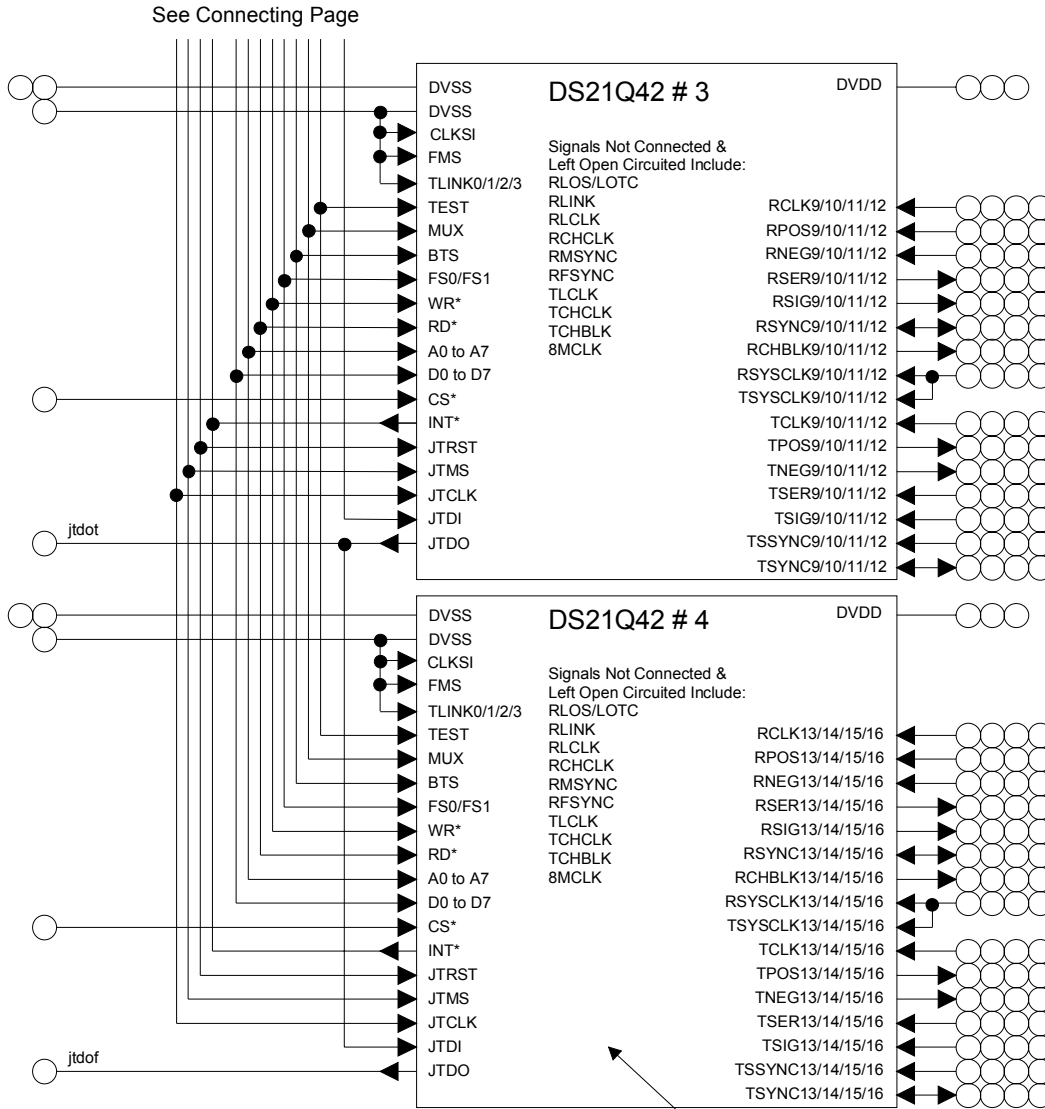 See Connecting Page
DVSS
DVSS
CLKSI
FMS
TLINK0/1/2/3
TEST
MUX
BTS
FS0/FS1
WR*
RD*
A0 to A7
D0 to D7
CS*
INT*
JTRST
JTMS
JTCLK
JTDI
JTDO
jtdot
DS21Q42 # 3
Signals Not Connected &
Left Open Circuited Include:
RLOS/LOTC
RLINK
RLCLK
RCHCLK
RMSYNC
RFSYNC
TLCLK
TCHCLK
TCHBLK
8MCLK
DVDD
RCLK9/10/11/12
RPOS9/10/11/12
RNEG9/10/11/12
RSER9/10/11/12
RSIG9/10/11/12
RSYNC9/10/11/12
RCHBLK9/10/11/12
RSYSCLK9/10/11/12
TSYSCLK9/10/11/12
TCLK9/10/11/12
TPOS9/10/11/12
TNEG9/10/11/12
TSER9/10/11/12
TSIG9/10/11/12
TSSYNC9/10/11/12
TSYNC9/10/11/12
DVSS
DVSS
CLKSI
FMS
TLINK0/1/2/3
TEST
MUX
BTS
FS0/FS1
WR*
RD*
A0 to A7
D0 to D7
CS*
INT*
JTRST
JTMS
JTCLK
JTDI
JTDO
jtdof
DS21Q42 # 4
Signals Not Connected &
Left Open Circuited Include:
RLOS/LOTC
RLINK
RLCLK
RCHCLK
RMSYNC
RFSYNC
TLCLK
TCHCLK
TCHBLK
8MCLK
DVDD
RCLK13/14/15/16
RPOS13/14/15/16
RNEG13/14/15/16
RSER13/14/15/16
RSIG13/14/15/16
RSYNC13/14/15/16
RCHBLK13/14/15/16
RSYSCLK13/14/15/16
TSYSCLK13/14/15/16
TCLK13/14/15/16
TPOS13/14/15/16
TNEG13/14/15/16
TSER13/14/15/16
TSIG13/14/15/16
TSSYNC13/14/15/16
TSYNC13/14/15/16